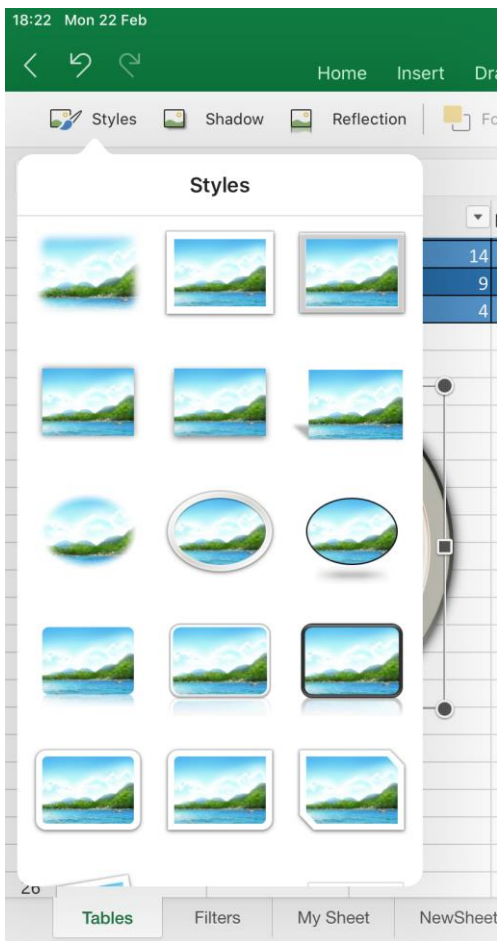 18:22 Mon 22 Feb
Home Insert Dra
Styles Shadow Reflection Fo
Styles
14
9
4
26
Tables Filters My Sheet NewSheet